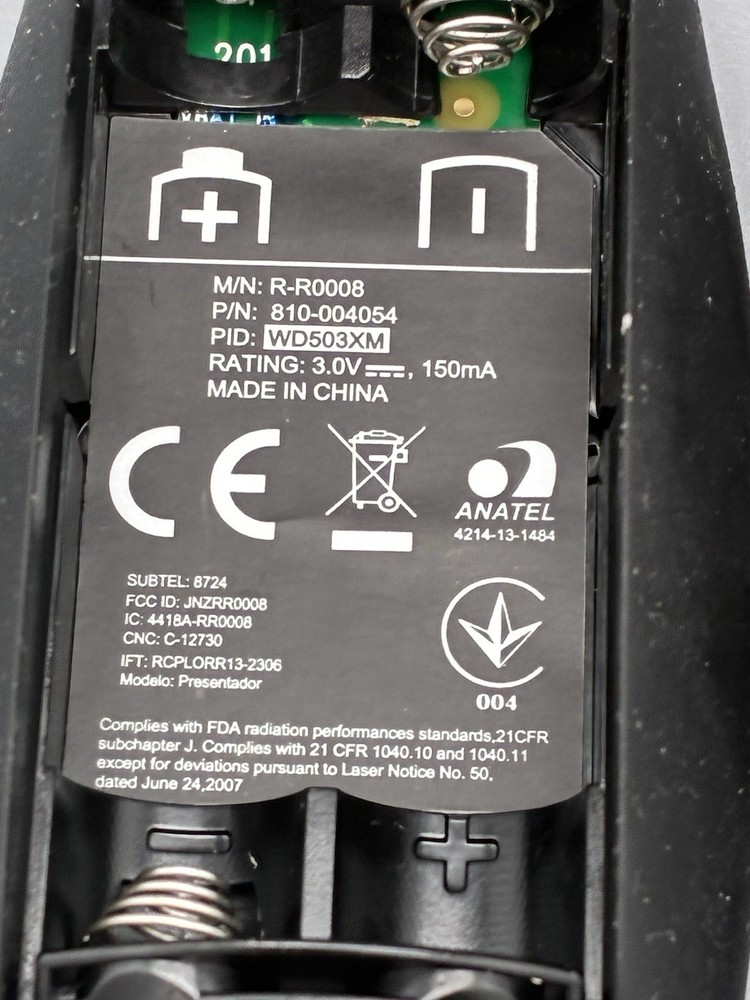 201
M/N: R-R0008
P/N: 810-004054
PID: WD503XM
RATING: 3.0V⎓, 150mA
MADE IN CHINA
CE
ANATEL
4214-13-1484
SUBTEL: 8724
FCC ID: JNZRR0008
IC: 4418A-RR0008
CNC: C-12730
IFT: RCPLORR13-2306
Modelo: Presentador
004
Complies with FDA radiation performances standards,21CFR
subchapter J. Complies with 21 CFR 1040.10 and 1040.11
except for deviations pursuant to Laser Notice No. 50,
dated June 24,2007